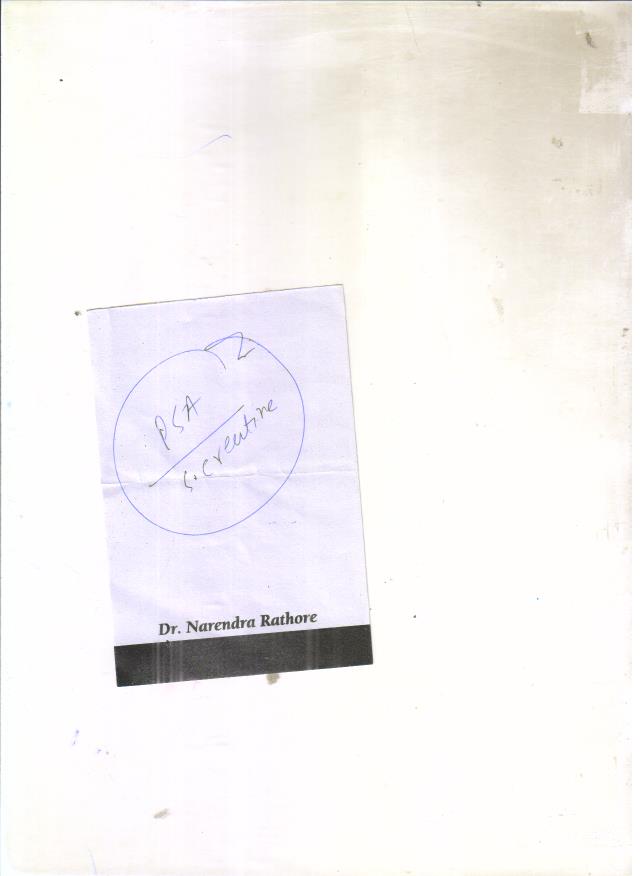 PSA
S. Creatine
Dr. Narendra Rathore